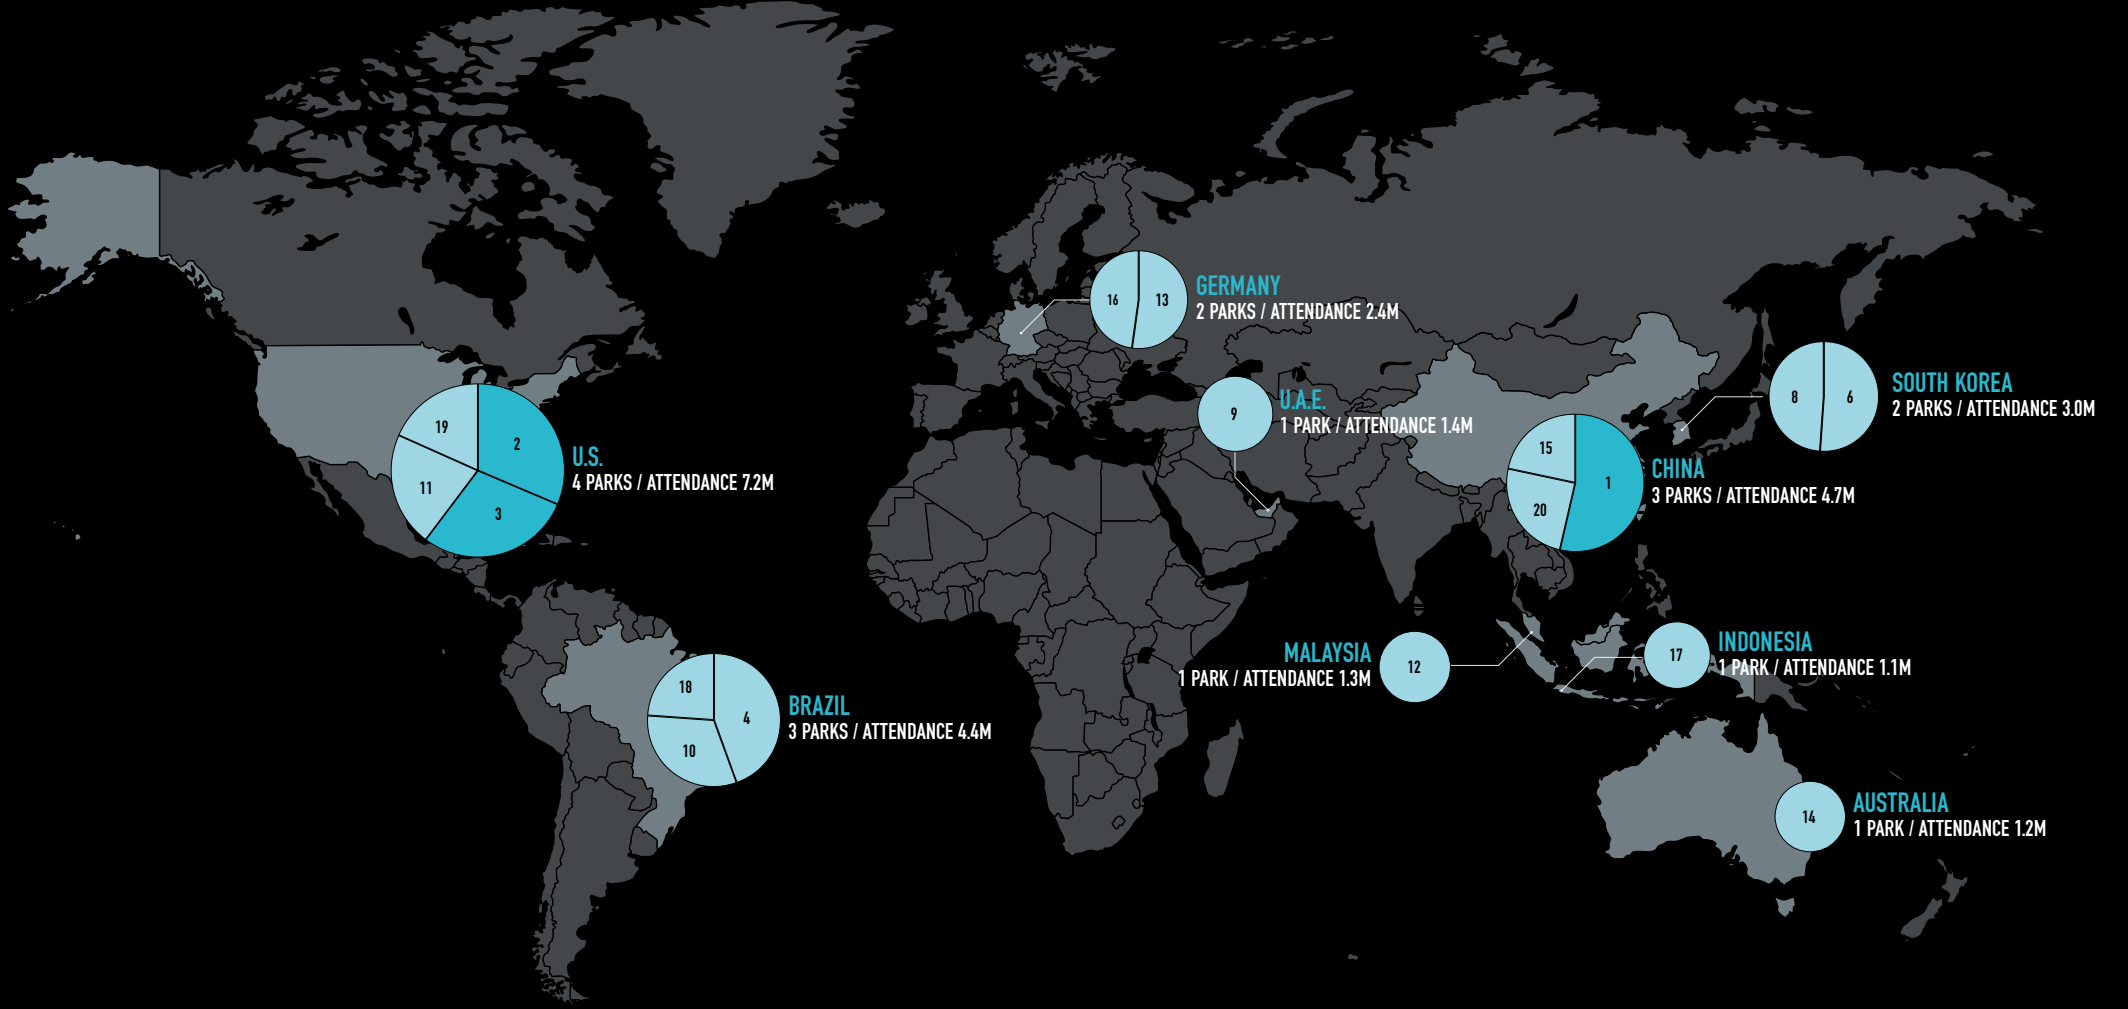 16
13
GERMANY
2 PARKS / ATTENDANCE 2.4M
8
6
SOUTH KOREA
2 PARKS / ATTENDANCE 3.0M
9
U.A.E.
1 PARK / ATTENDANCE 1.4M
19
2
11
3
U.S.
4 PARKS / ATTENDANCE 7.2M
15
1
20
CHINA
3 PARKS / ATTENDANCE 4.7M
MALAYSIA
1 PARK / ATTENDANCE 1.3M
12
17
INDONESIA
1 PARK / ATTENDANCE 1.1M
18
4
10
BRAZIL
3 PARKS / ATTENDANCE 4.4M
14
AUSTRALIA
1 PARK / ATTENDANCE 1.2M